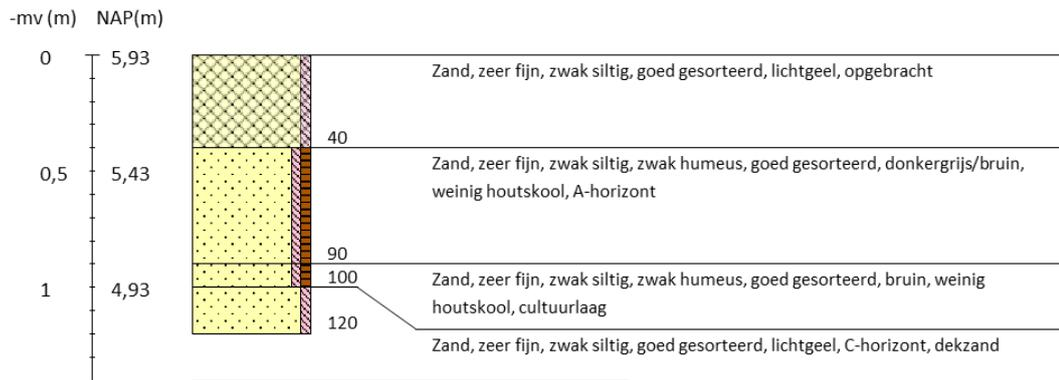 -mv (m) NAP(m)
0 5,93
Zand, zeer fijn, zwak siltig, goed gesorteerd, lichtgeel, opgebracht
40
Zand, zeer fijn, zwak siltig, zwak humeus, goed gesorteerd, donkergrijs/bruin,
0,5 5,43
weinig houtskool, A-horizont
90
100
Zand, zeer fijn, zwak siltig, zwak humeus, goed gesorteerd, bruin, weinig
1 4,93
houtskool, cultuurlaag
120
Zand, zeer fijn, zwak siltig, goed gesorteerd, lichtgeel, C-horizont, dekzand